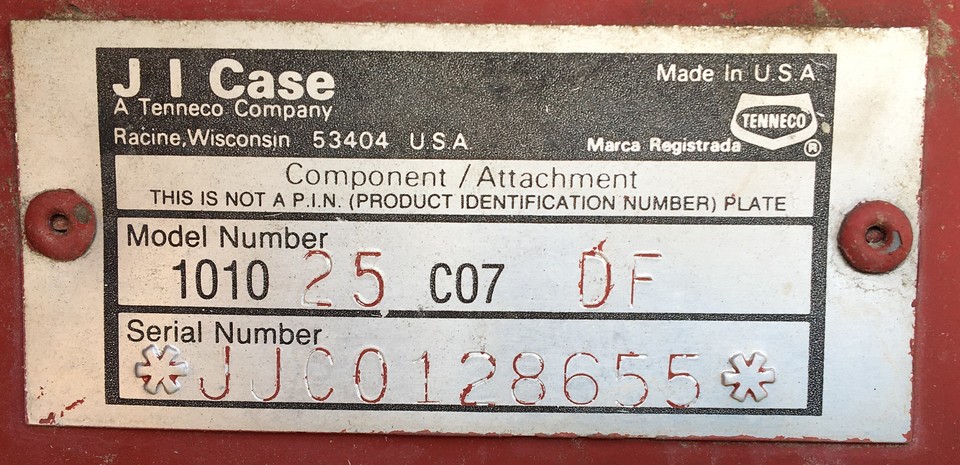 J I Case
A Tenneco Company
Racine, Wisconsin 53404 U.S.A
Made In U.S.A
TENNECO
Marca Registrada ®
Component / Attachment
THIS IS NOT A P.I.N. (PRODUCT IDENTIFICATION NUMBER) PLATE
Model Number
1010 25 C07 DF
Serial Number
*JJC0128655*